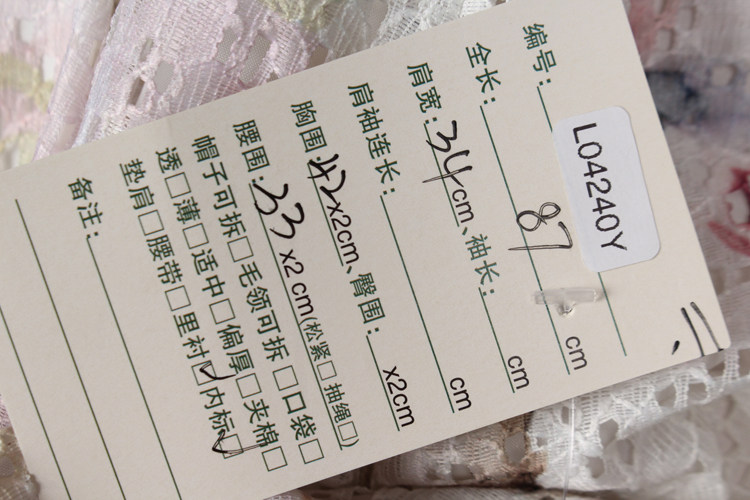 编号: L04240Y
全长: 87 cm
肩宽: 34 cm、袖长: cm
肩袖连长: cm
胸围: 42 x2cm、臀围: x2cm
腰围: 33 x2 cm(松紧□ 抽绳□)
帽子可拆□ 毛领可拆□ 口袋□
透□ 薄□ 适中□ 偏厚□ 夹棉□
垫肩□ 腰带□ 里衬☑ 内标☑
备注: